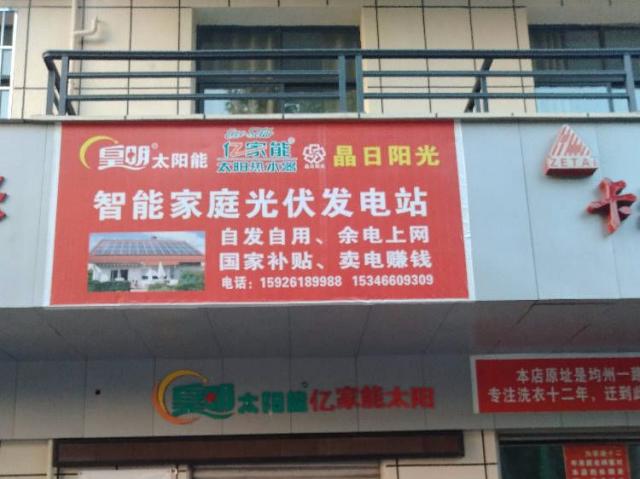 皇明 太阳能
亿家能
太阳热水器
晶日阳光
智能家庭光伏发电站
自发自用、余电上网
国家补贴、卖电赚钱
电话：15926189988 15346609309
ZETAI
皇明太阳能亿家能太阳
本店原址是均州一
专注洗衣十二年，迁到